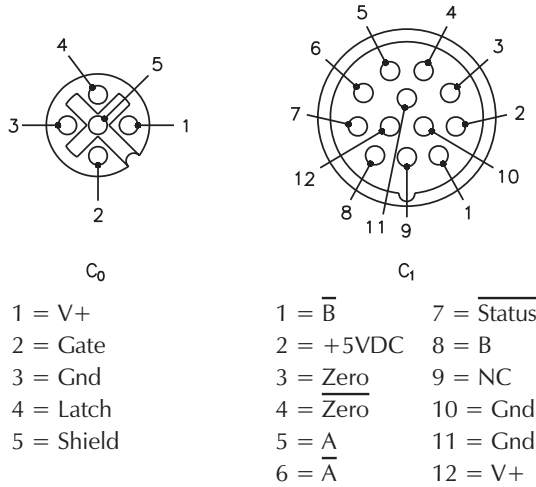 4
5
3
1
2
5
4
6
3
7
2
12
10
8
11
9
1
C₀
C₁
1 = V+
2 = Gate
3 = Gnd
4 = Latch
5 = Shield
1 = B̅
2 = +5VDC
3 = Zero
4 = Z̅e̅r̅o̅
5 = A
6 = A̅
7 = S̅t̅a̅t̅u̅s̅
8 = B
9 = NC
10 = Gnd
11 = Gnd
12 = V+